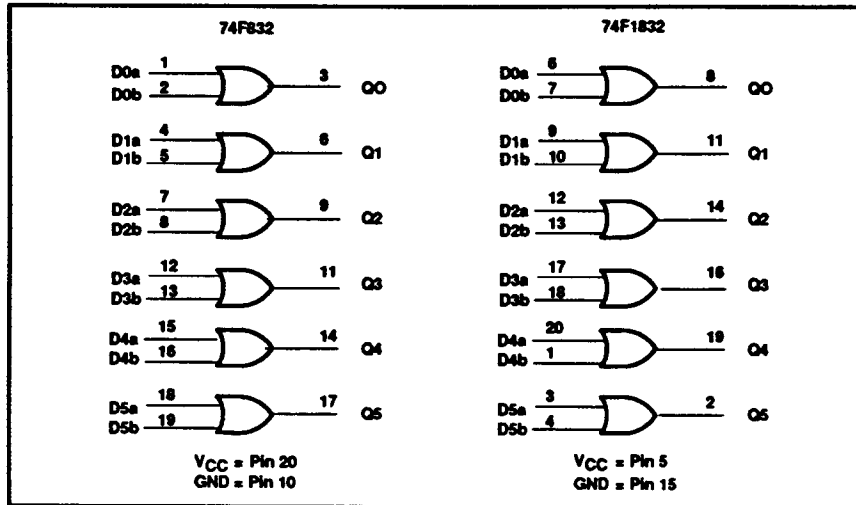 74F832
D0a 1
D0b 2
3 Q0
D1a 4
D1b 5
6 Q1
D2a 7
D2b 8
9 Q2
D3a 12
D3b 13
11 Q3
D4a 15
D4b 16
14 Q4
D5a 18
D5b 19
17 Q5
VCC = Pin 20
GND = Pin 10
74F1832
D0a 6
D0b 7
8 Q0
D1a 9
D1b 10
11 Q1
D2a 12
D2b 13
14 Q2
D3a 17
D3b 18
16 Q3
D4a 20
D4b 1
19 Q4
D5a 3
D5b 4
2 Q5
VCC = Pin 5
GND = Pin 15